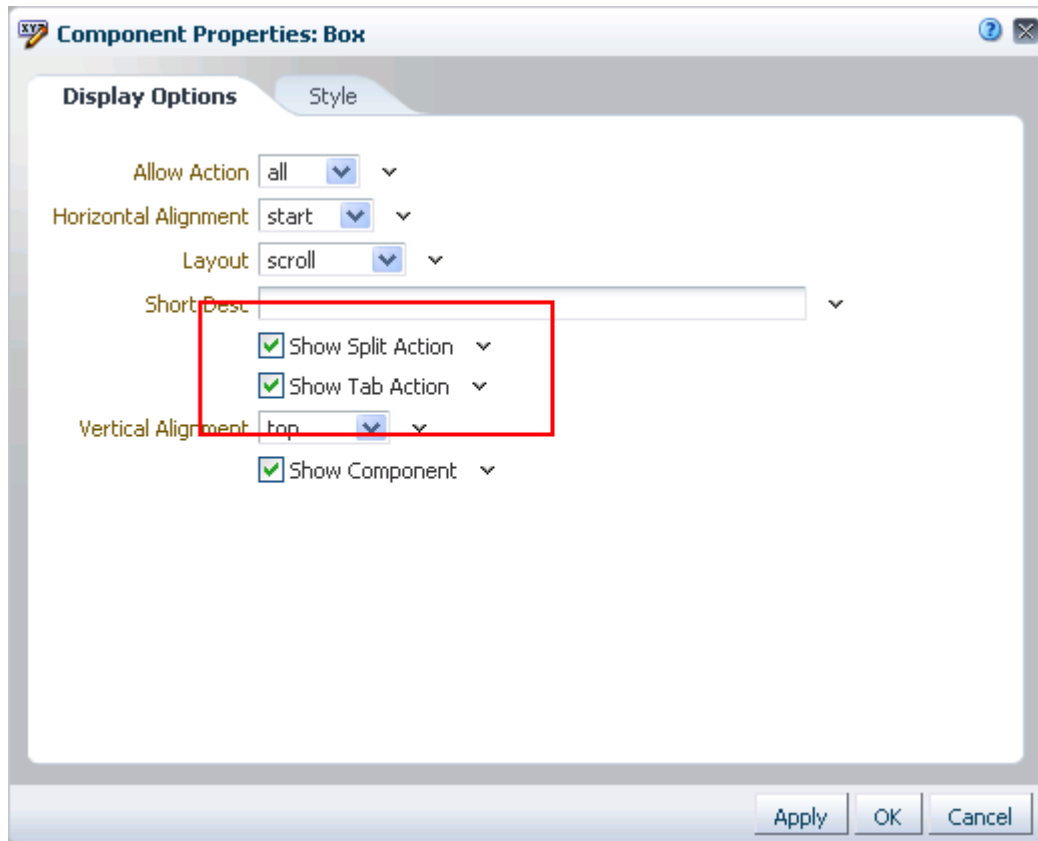 Component Properties: Box
Display Options Style
Allow Action all
Horizontal Alignment start
Layout scroll
Short Desc
Show Split Action
Show Tab Action
Vertical Alignment top
Show Component
Apply OK Cancel